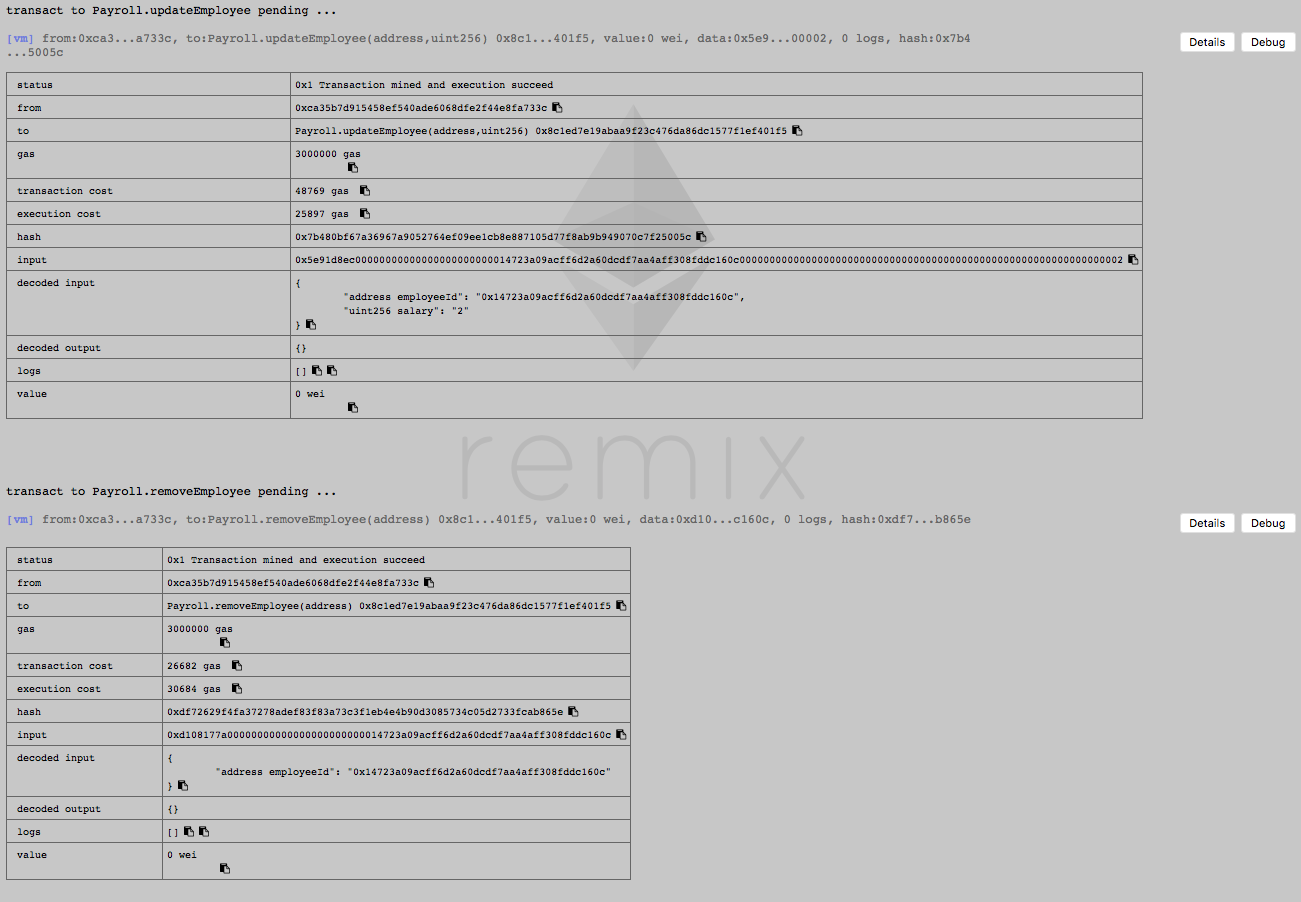 transact to Payroll.updateEmployee pending ...
[vm] from:0xca3...a733c, to:Payroll.updateEmployee(address,uint256) 0x8c1...401f5, value:0 wei, data:0x5e9...00002, 0 logs, hash:0x7b4
...5005c
Details Debug
status 0x1 Transaction mined and execution succeed
from 0xca35b7d915458ef540ade6068dfe2f44e8fa733c
to Payroll.updateEmployee(address,uint256) 0x8c1ed7e19abaa9f23c476da86dc1577f1ef401f5
gas 3000000 gas
transaction cost 48769 gas
execution cost 25897 gas
hash 0x7b480bf67a36967a9052764ef09ee1cb8e887105d77f8ab9b949070c7f25005c
input 0x5e91d8ec00000000000000000000000014723a09acff6d2a60dcdf7aa4aff308fddc160c0000000000000000000000000000000000000000000000000000000000000002
decoded input {
"address employeeId": "0x14723a09acff6d2a60dcdf7aa4aff308fddc160c",
"uint256 salary": "2"
}
decoded output {}
logs []
value 0 wei
remix
transact to Payroll.removeEmployee pending ...
[vm] from:0xca3...a733c, to:Payroll.removeEmployee(address) 0x8c1...401f5, value:0 wei, data:0xd10...c160c, 0 logs, hash:0xdf7...b865e
Details Debug
status 0x1 Transaction mined and execution succeed
from 0xca35b7d915458ef540ade6068dfe2f44e8fa733c
to Payroll.removeEmployee(address) 0x8c1ed7e19abaa9f23c476da86dc1577f1ef401f5
gas 3000000 gas
transaction cost 26682 gas
execution cost 30684 gas
hash 0xdf72629f4fa37278adef83f83a73c3f1eb4e4b90d3085734c05d2733fcab865e
input 0xd108177a00000000000000000000000014723a09acff6d2a60dcdf7aa4aff308fddc160c
decoded input {
"address employeeId": "0x14723a09acff6d2a60dcdf7aa4aff308fddc160c"
}
decoded output {}
logs []
value 0 wei